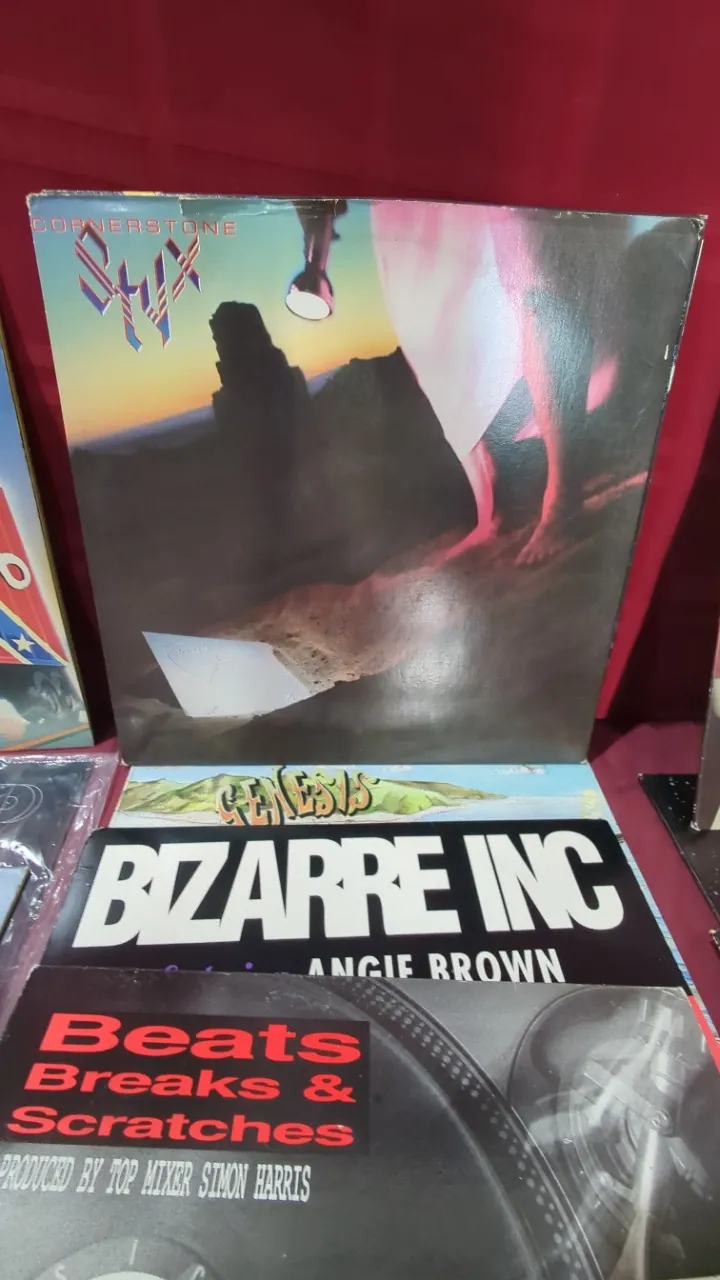 CORNERSTONE
Styx
GENESIS
BIZARRE INC
ANGIE BROWN
Beats
Breaks &
Scratches
PRODUCED BY TOP MIXER SIMON HARRIS